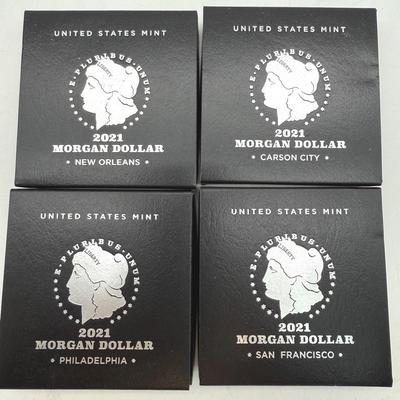 UNITED STATES MINT
E·PLURIBUS·UNUM
LIBERTY
2021
MORGAN DOLLAR
• NEW ORLEANS •
UNITED STATES MINT
E·PLURIBUS·UNUM
LIBERTY
2021
MORGAN DOLLAR
• CARSON CITY •
UNITED STATES MINT
E·PLURIBUS·UNUM
LIBERTY
2021
MORGAN DOLLAR
• PHILADELPHIA •
UNITED STATES MINT
E·PLURIBUS·UNUM
LIBERTY
2021
MORGAN DOLLAR
• SAN FRANCISCO •